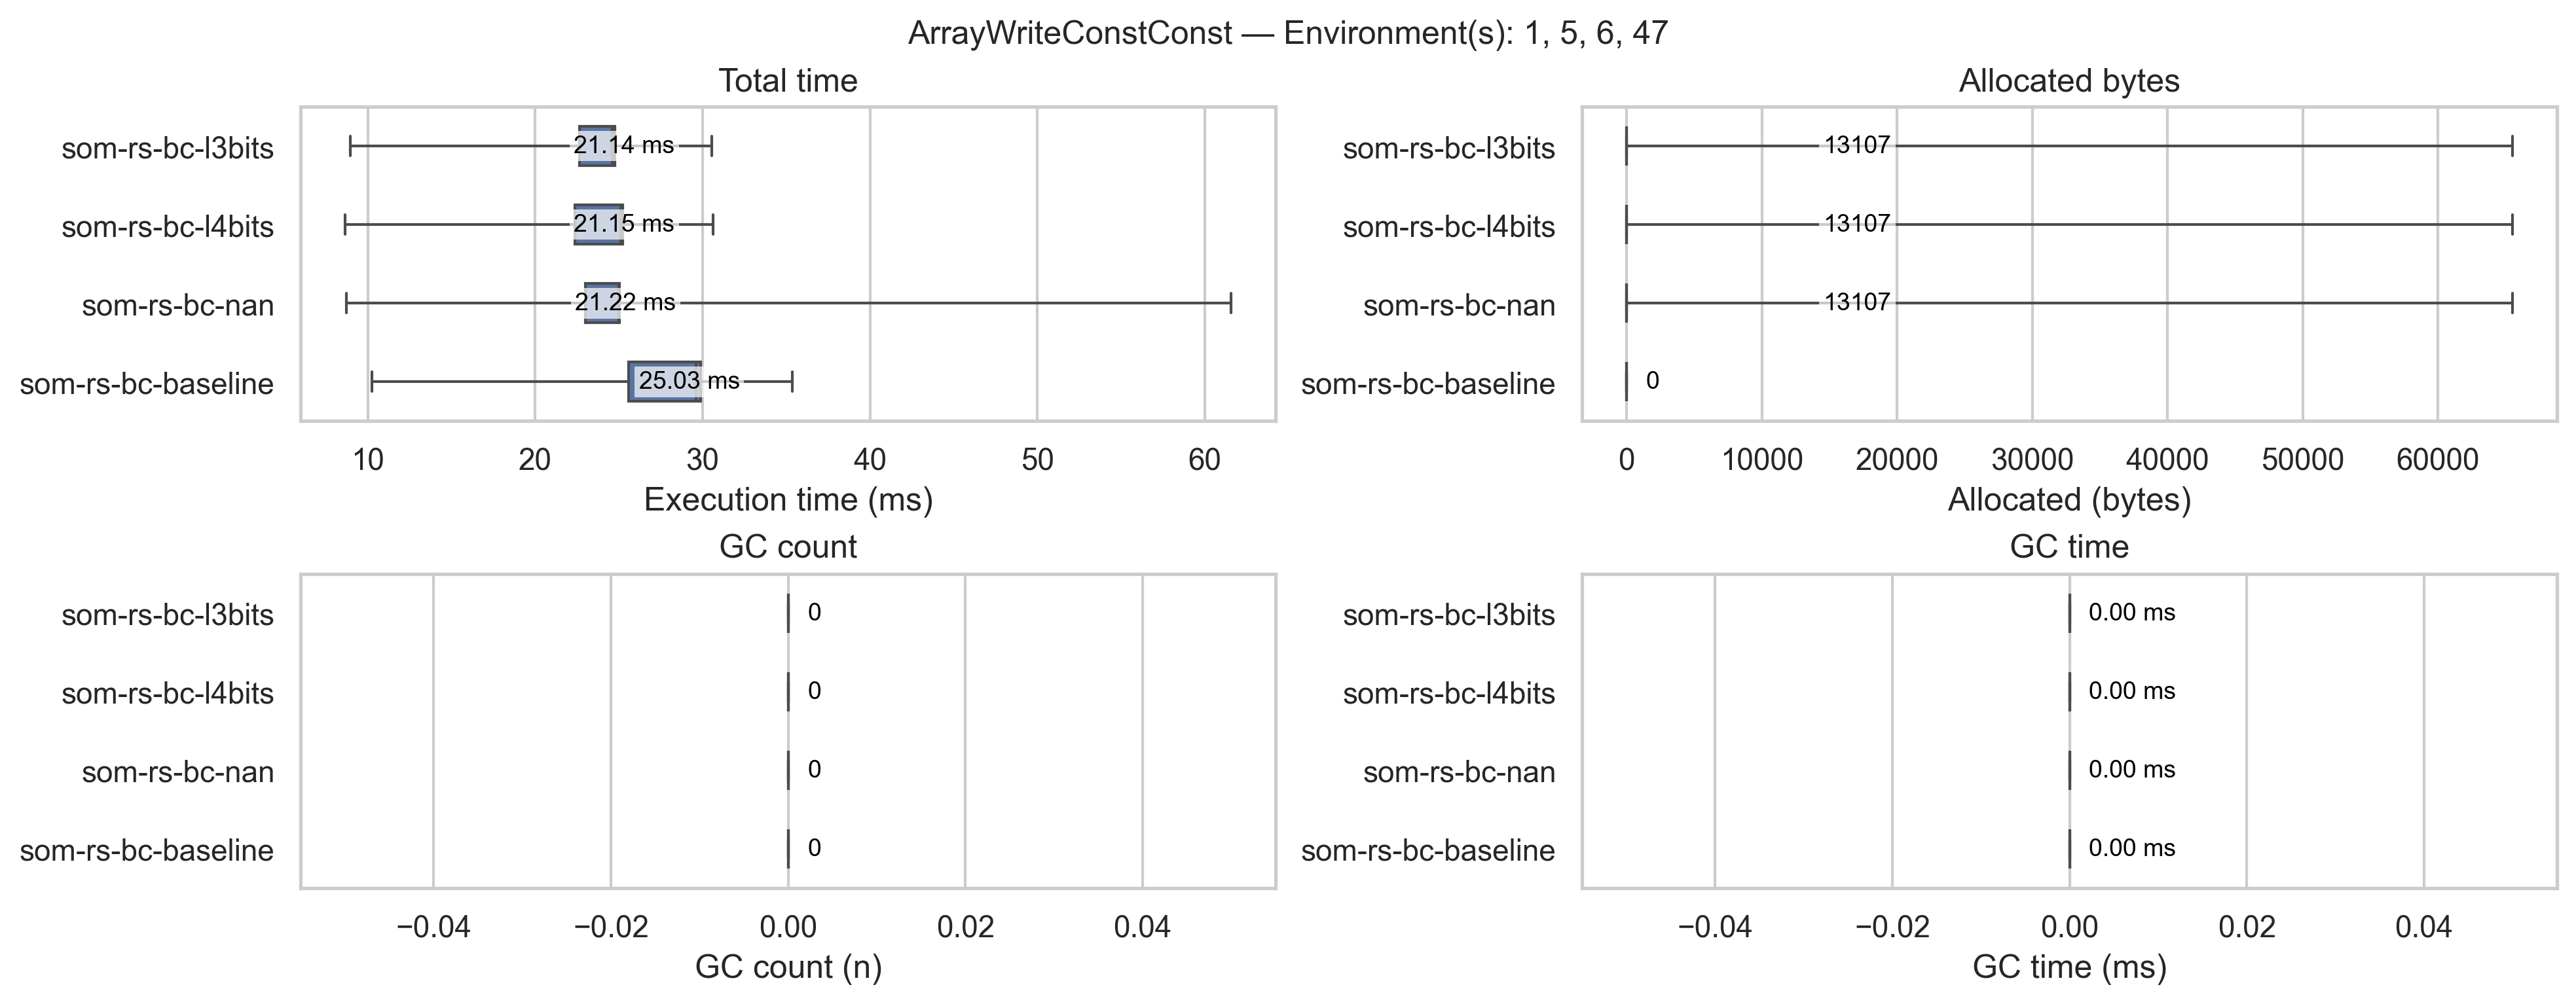 ArrayWriteConstConst — Environment(s): 1, 5, 6, 47
Total time
som-rs-bc-l3bits
21.14 ms
som-rs-bc-l4bits
21.15 ms
som-rs-bc-nan
21.22 ms
som-rs-bc-baseline
25.03 ms
10 20 30 40 50 60
Execution time (ms)
Allocated bytes
som-rs-bc-l3bits
13107
som-rs-bc-l4bits
13107
som-rs-bc-nan
13107
som-rs-bc-baseline
0
0 10000 20000 30000 40000 50000 60000
Allocated (bytes)
GC count
som-rs-bc-l3bits
0
som-rs-bc-l4bits
0
som-rs-bc-nan
0
som-rs-bc-baseline
0
−0.04 −0.02 0.00 0.02 0.04
GC count (n)
GC time
som-rs-bc-l3bits
0.00 ms
som-rs-bc-l4bits
0.00 ms
som-rs-bc-nan
0.00 ms
som-rs-bc-baseline
0.00 ms
−0.04 −0.02 0.00 0.02 0.04
GC time (ms)